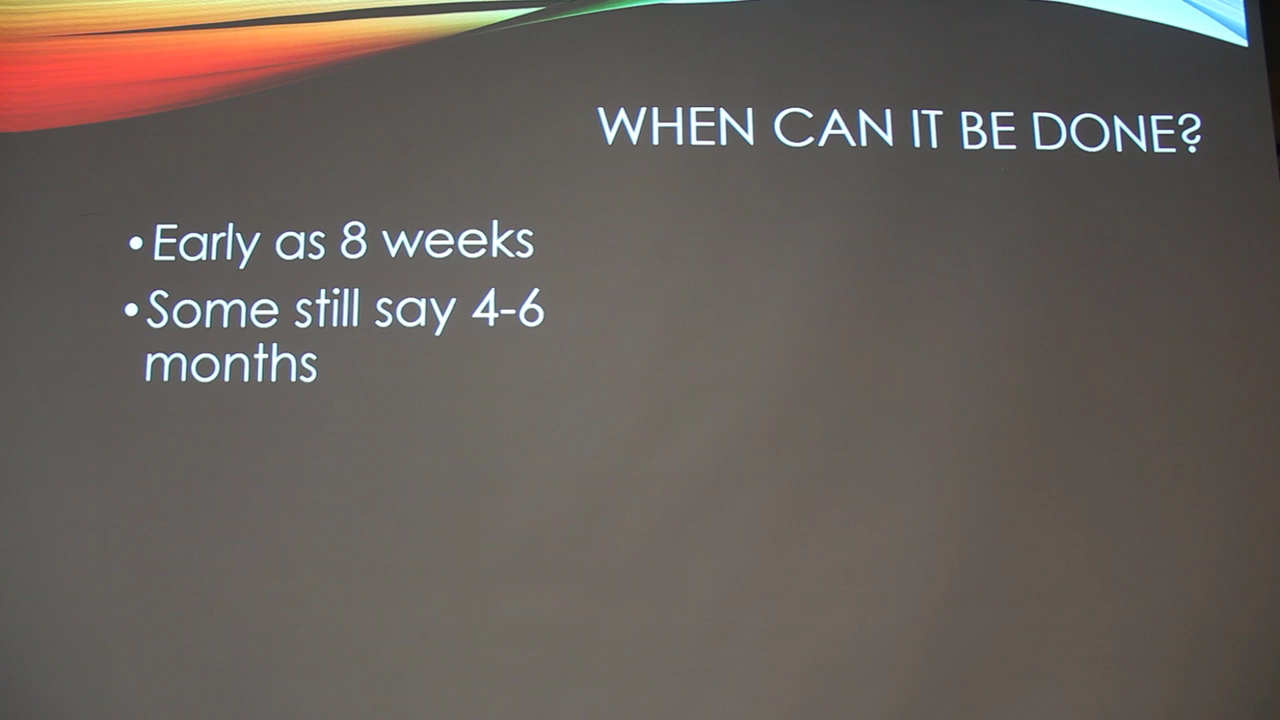 WHEN CAN IT BE DONE?
•Early as 8 weeks
•Some still say 4-6
months